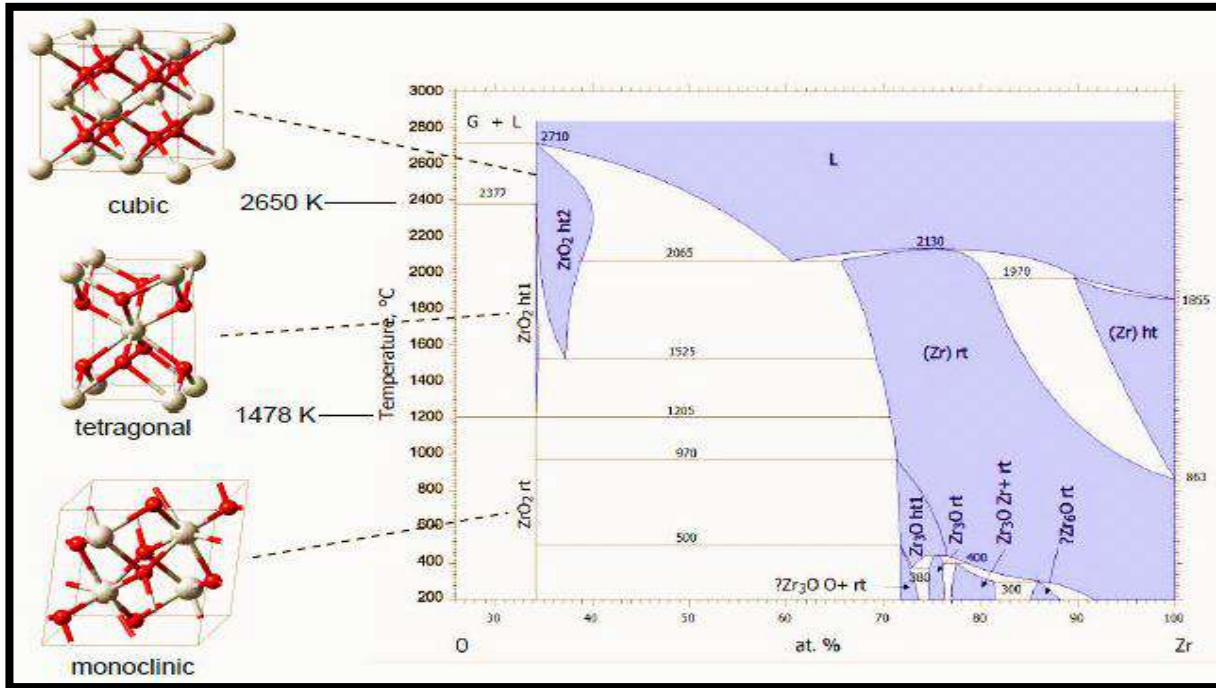 cubic
2650 K
tetragonal
1478 K
monoclinic
Temperature, °C
3000
2800
2600
2400
2200
2000
1800
1600
1400
1200
1000
800
600
400
200
G + L
2710
L
2377
ZrO₂ ht2
2065
2130
1970
1855
ZrO₂ ht1
(Zr) ht
(Zr) rt
1525
1205
970
863
ZrO₂ rt
500
Zr₃O ht1
Zr₃O rt
Zr₃O Zr+ rt
?Zr₆O rt
400
380
300
?Zr₃O O+ rt
30
40
50
60
70
80
90
100
O
at. %
Zr